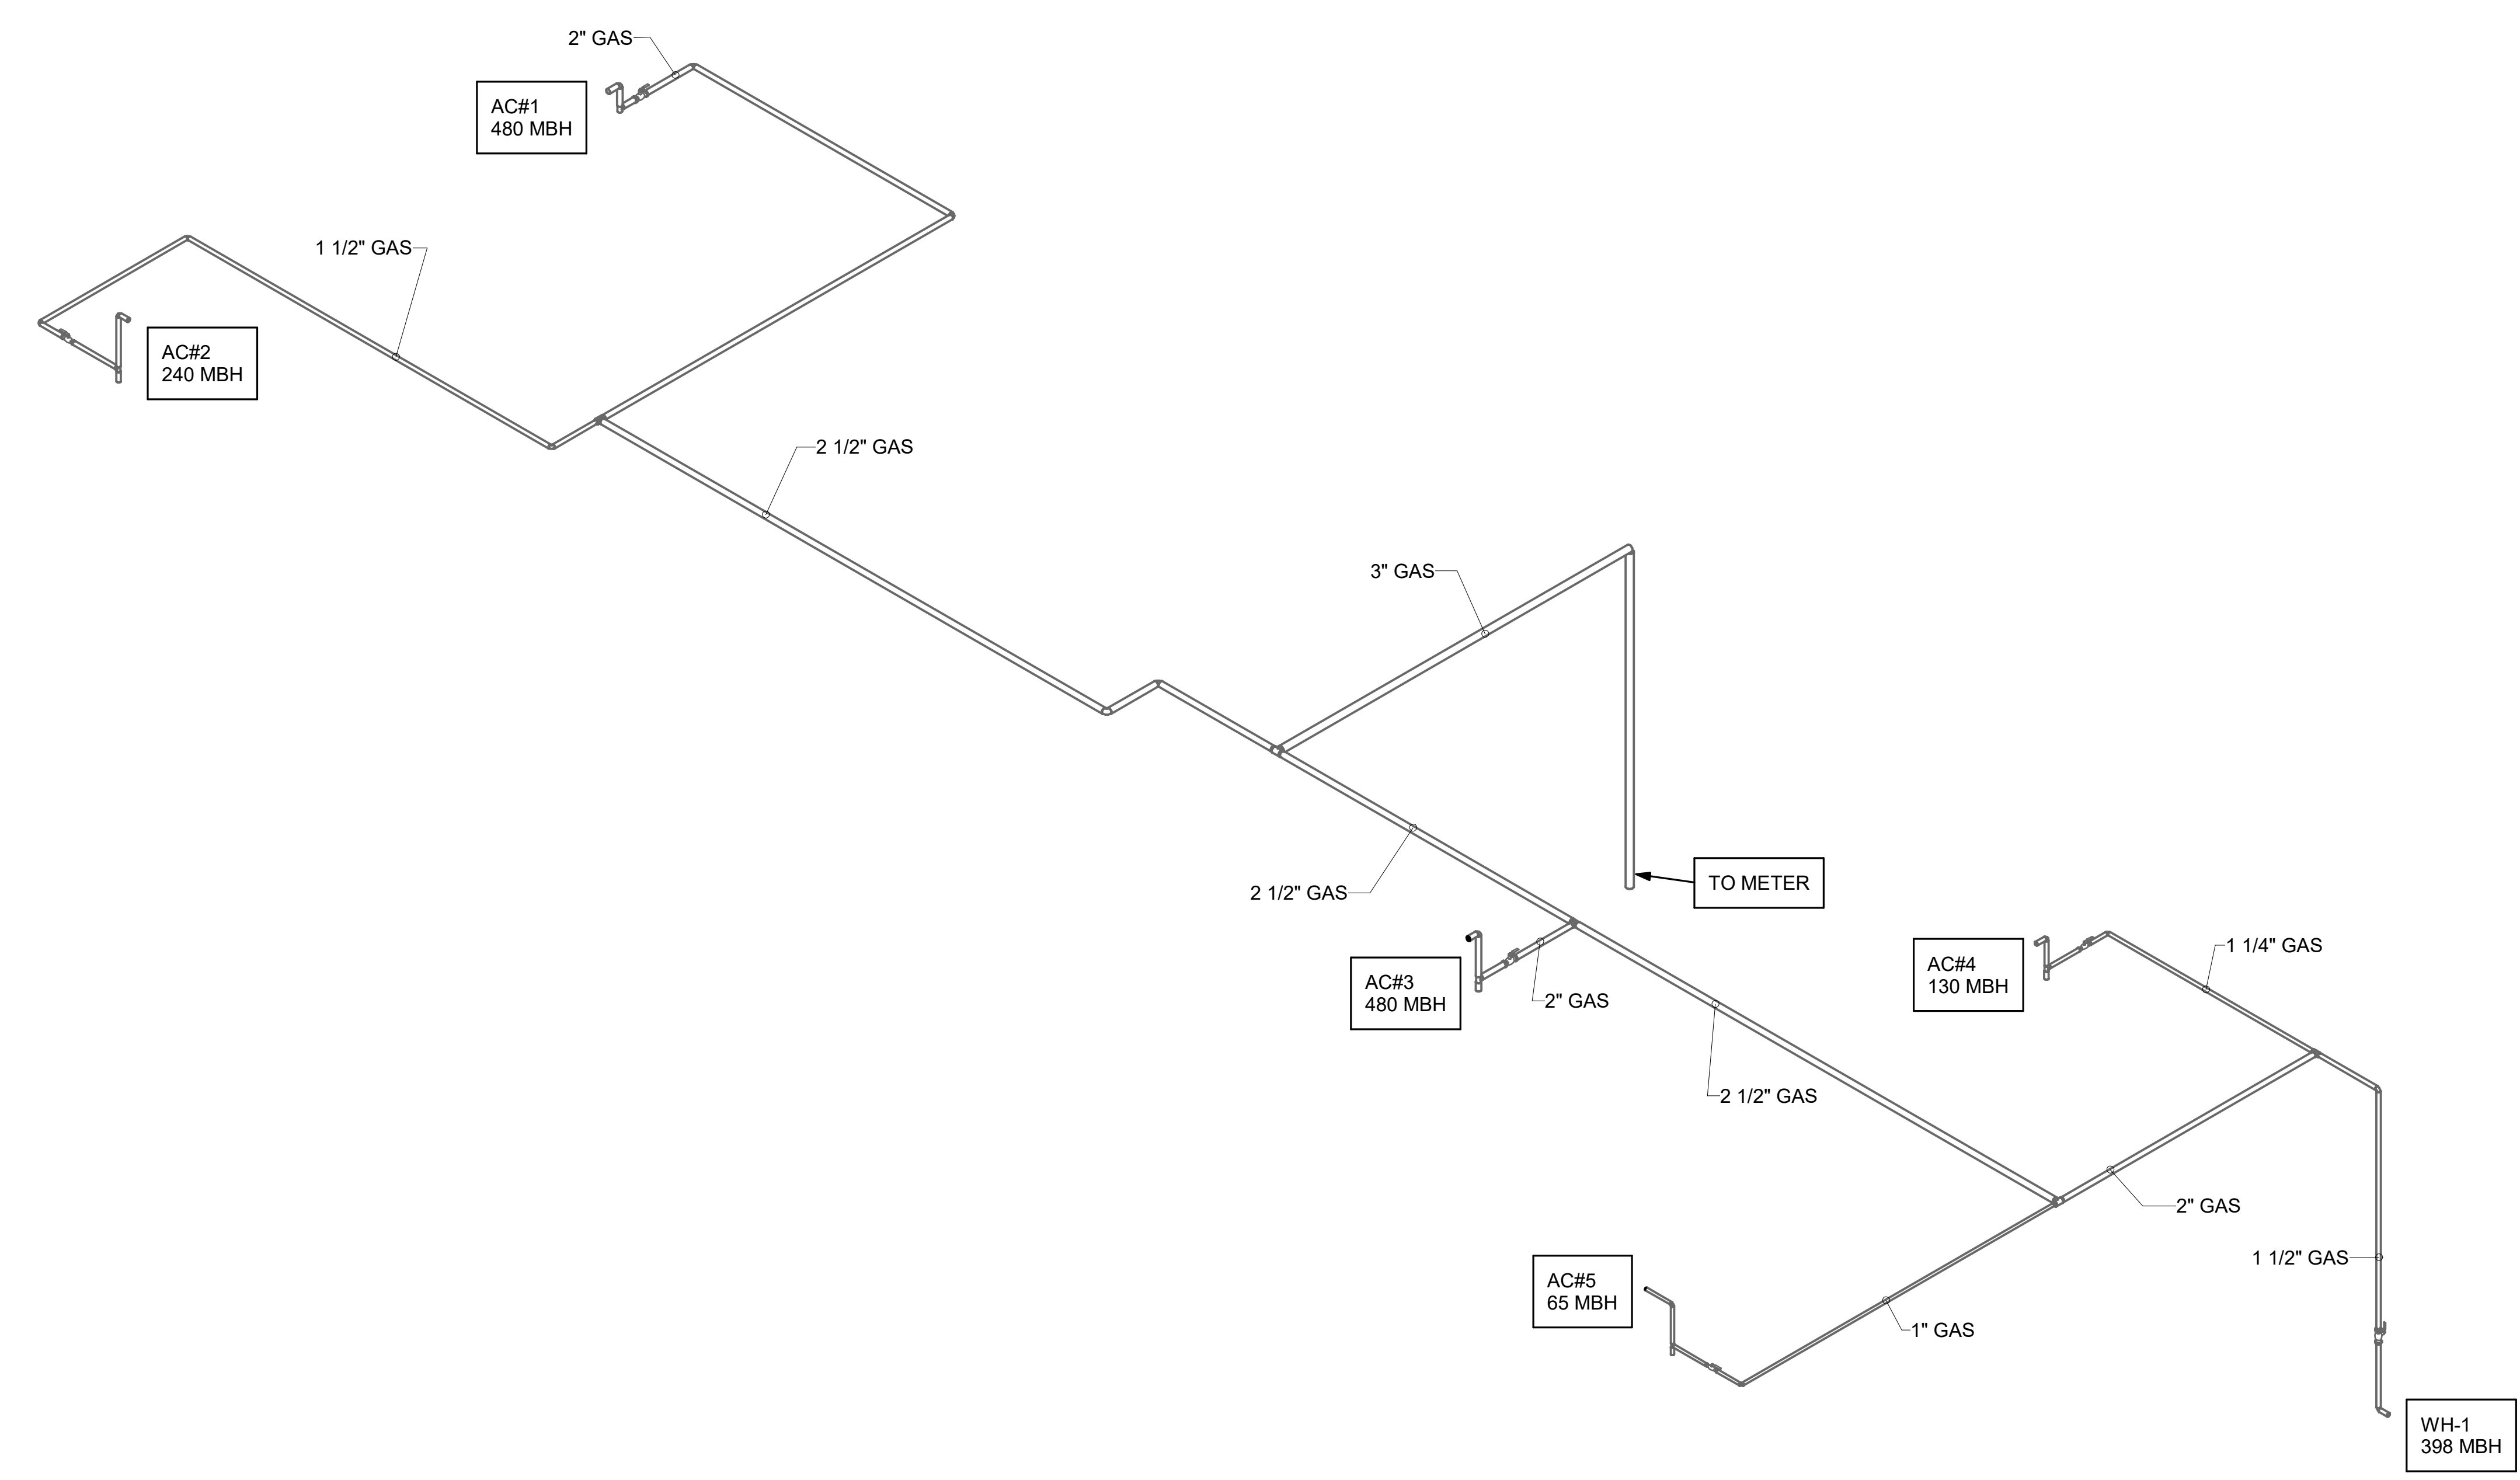 2" GAS
AC#1
480 MBH
1 1/2" GAS
AC#2
240 MBH
2 1/2" GAS
3" GAS
2 1/2" GAS
TO METER
AC#3
480 MBH
2" GAS
AC#4
130 MBH
1 1/4" GAS
2 1/2" GAS
2" GAS
1 1/2" GAS
AC#5
65 MBH
1" GAS
WH-1
398 MBH